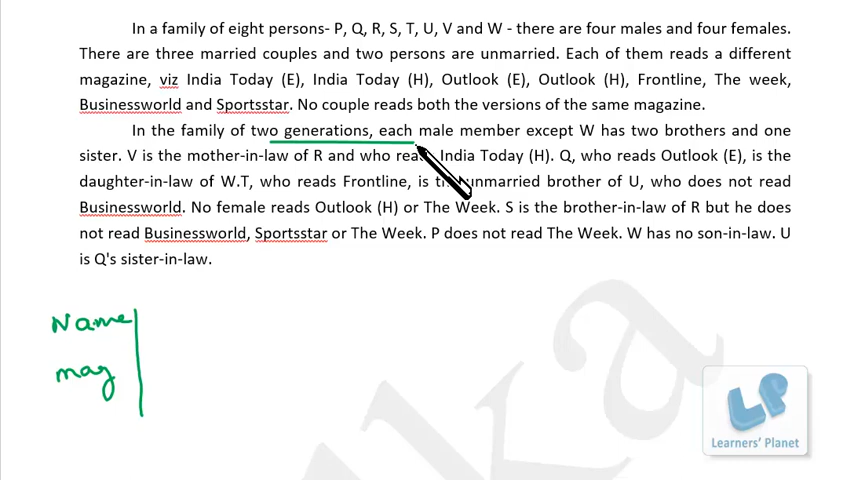 In a family of eight persons- P, Q, R, S, T, U, V and W - there are four males and four females.
There are three married couples and two persons are unmarried. Each of them reads a different
magazine, viz India Today (E), India Today (H), Outlook (E), Outlook (H), Frontline, The week,
Businessworld and Sportsstar. No couple reads both the versions of the same magazine.
In the family of two generations, each male member except W has two brothers and one
sister. V is the mother-in-law of R and who India Today (H). Q, who reads Outlook (E), is the
daughter-in-law of W.T, who reads Frontline, is unmarried brother of U, who does not read
Businessworld. No female reads Outlook (H) or The Week. S is the brother-in-law of R but he does
not read Businessworld, Sportsstar or The Week. P does not read The Week. W has no son-in-law. U
is Q's sister-in-law.
Name
mag
LP
Learners' Planet